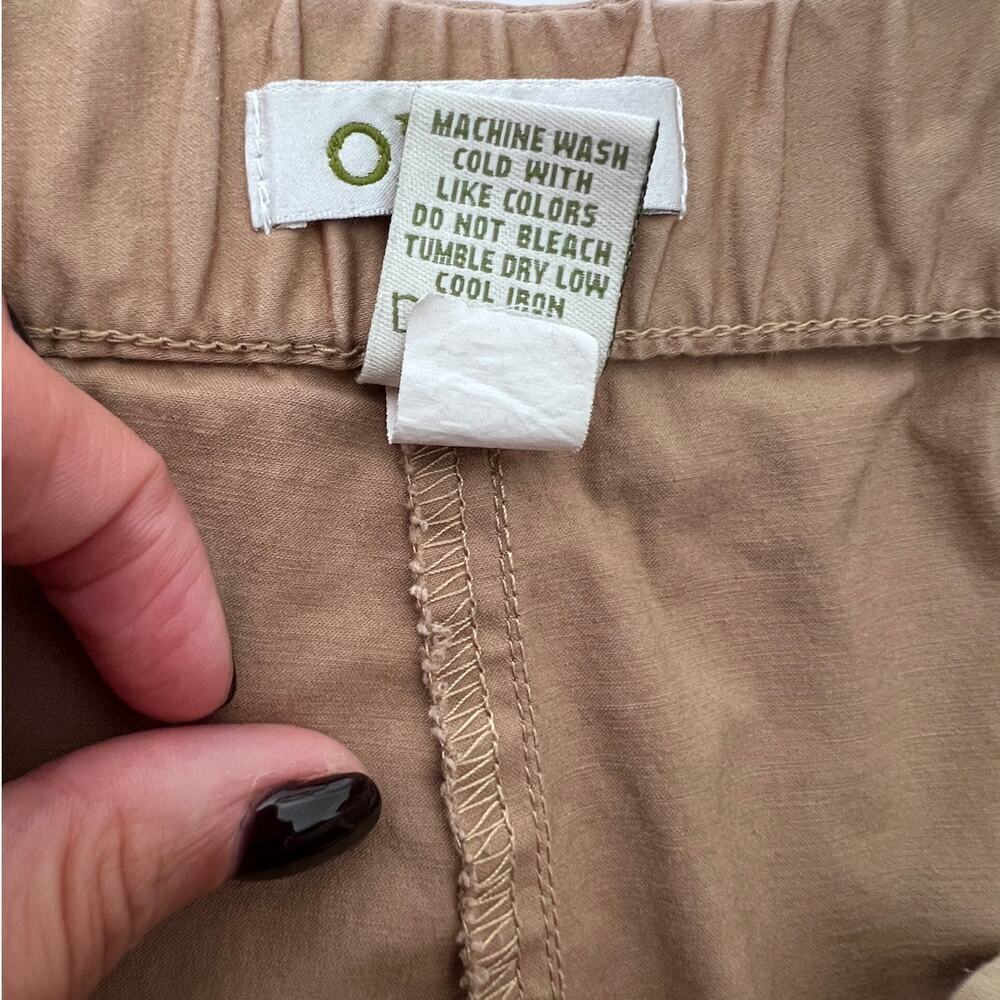 MACHINE WASH
COLD WITH
LIKE COLORS
DO NOT BLEACH
TUMBLE DRY LOW
COOL IRON